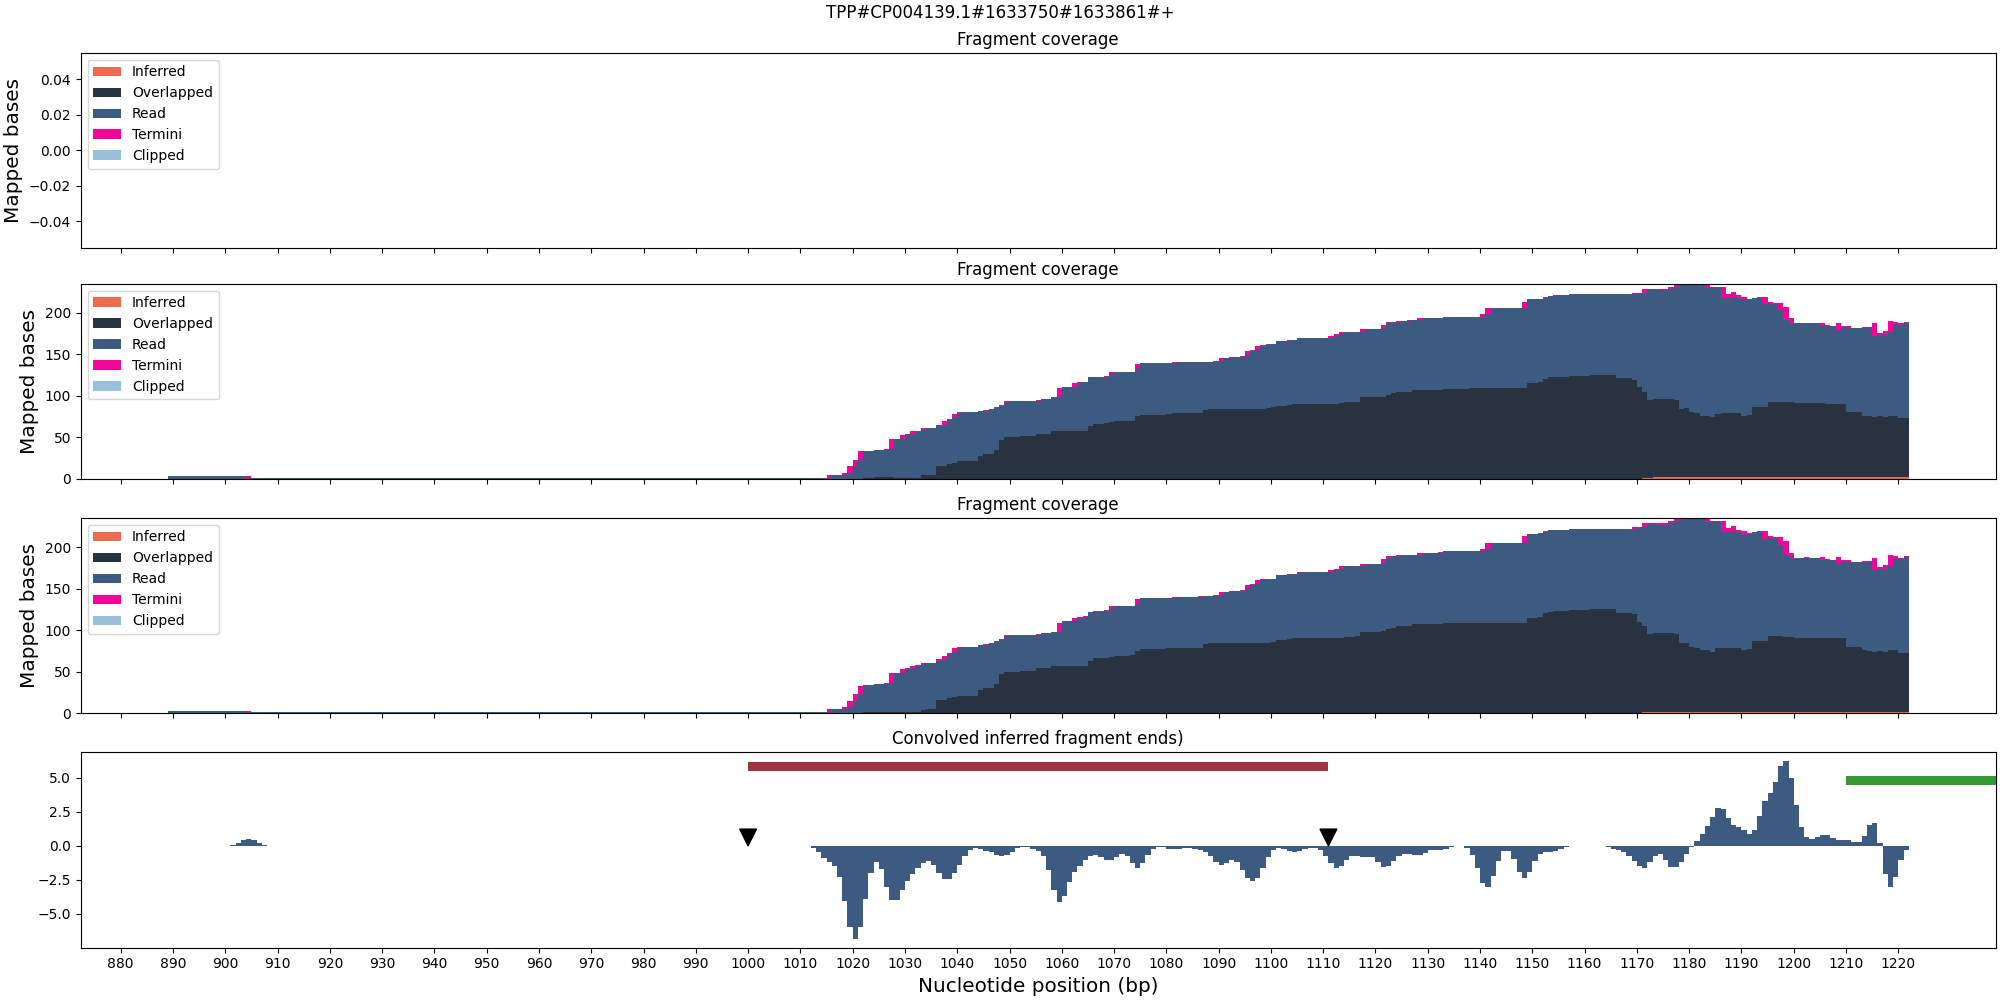 TPP#CP004139.1#1633750#1633861#+
Fragment coverage
Mapped bases
0.04
0.02
0.00
−0.02
−0.04
Inferred
Overlapped
Read
Termini
Clipped
Fragment coverage
Mapped bases
200
150
100
50
0
Inferred
Overlapped
Read
Termini
Clipped
Fragment coverage
Mapped bases
200
150
100
50
0
Inferred
Overlapped
Read
Termini
Clipped
Convolved inferred fragment ends)
5.0
2.5
0.0
−2.5
−5.0
880 890 900 910 920 930 940 950 960 970 980 990 1000 1010 1020 1030 1040 1050 1060 1070 1080 1090 1100 1110 1120 1130 1140 1150 1160 1170 1180 1190 1200 1210 1220
Nucleotide position (bp)